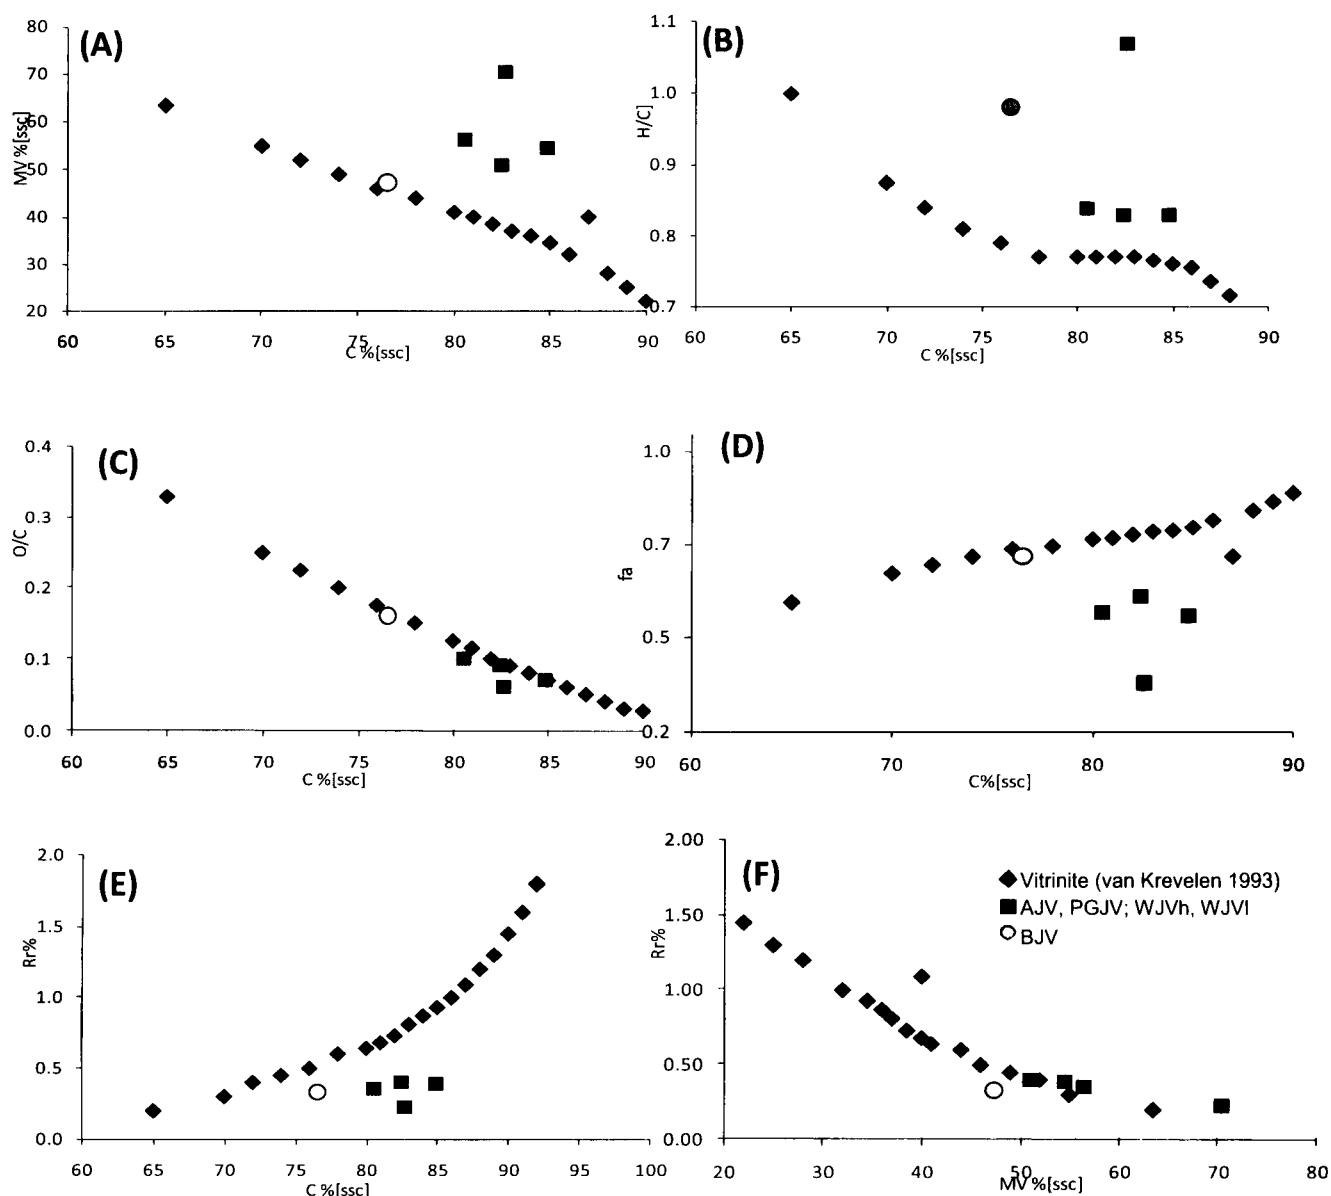 (A)
80
70
60
50
40
30
20
MV %[ssc]
60 65 70 75 80 85 90
C %[ssc]
(B)
1.1
1.0
0.9
0.8
0.7
H/C]
60 65 70 75 80 85 90
C %[ssc]
(C)
0.4
0.3
0.2
0.1
0.0
O/C
60 65 70 75 80 85 90
C %[ssc]
(D)
1.0
0.7
0.5
0.2
fa
60 70 80 90
C%[ssc]
(E)
2.0
1.5
1.0
0.5
0.0
Rr%
60 65 70 75 80 85 90 95 100
C %[ssc]
(F)
2.00
1.50
1.00
0.50
0.00
Rr%
Vitrinite (van Krevelen 1993)
AJV, PGJV; WJVh, WJVl
BJV
20 30 40 50 60 70 80
MV %[ssc]